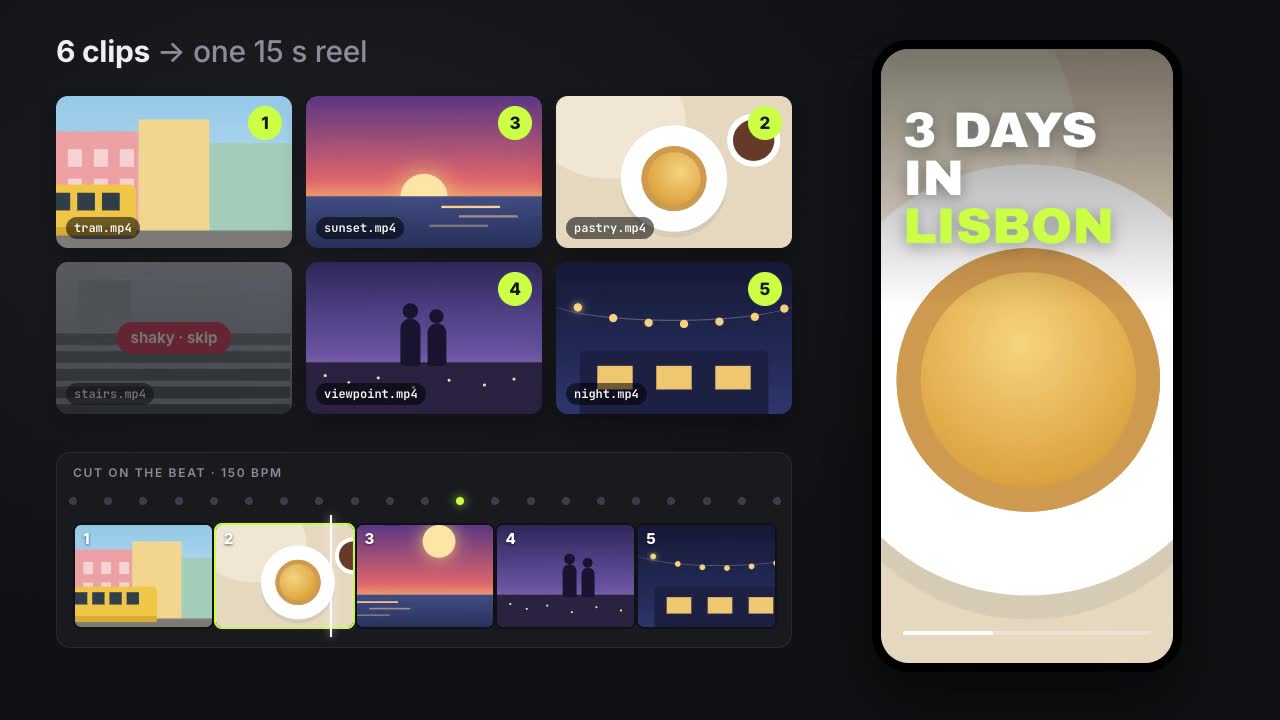 6 clips → one 15 s reel
1
tram.mp4
3
sunset.mp4
2
pastry.mp4
shaky · skip
stairs.mp4
4
viewpoint.mp4
5
night.mp4
CUT ON THE BEAT · 150 BPM
1
2
3
4
5
3 DAYS
IN
LISBON